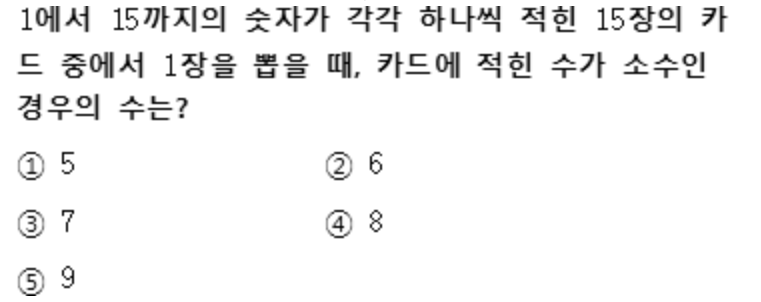 1에서 15까지의 숫자가 각각 하나씩 적힌 15장의 카
드 중에서 1장을 뽑을 때, 카드에 적힌 수가 소수인
경우의 수는?
① 5 ② 6
③ 7 ④ 8
⑤ 9